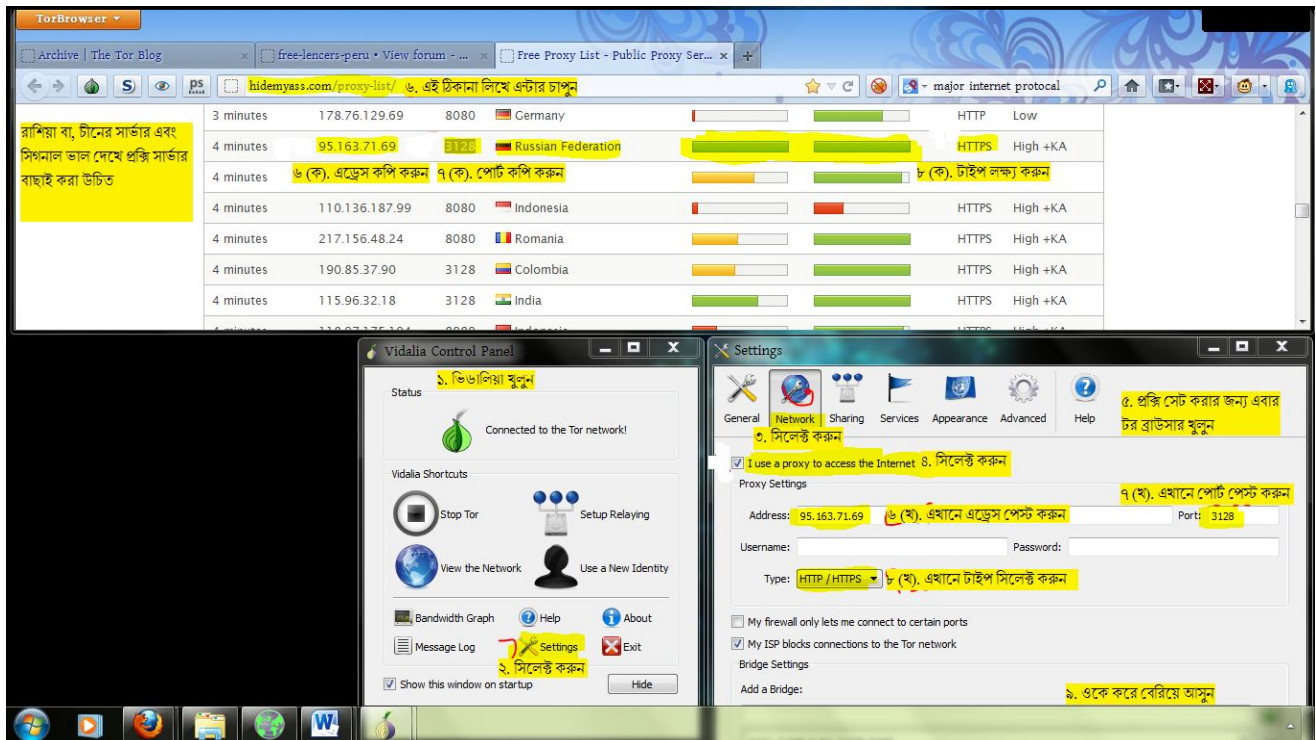 TorBrowser
Archive | The Tor Blog
free-lencers-peru • View forum - ...
Free Proxy List - Public Proxy Ser...
hidemyass.com/proxy-list/ ৬. এই ঠিকানা লিখে এন্টার চাপুন
major internet protocal
রাশিয়া বা, চীনের সার্ভার এবং
সিগনাল ভাল দেখে প্রক্সি সার্ভার
বাছাই করা উচিত
3 minutes 178.76.129.69 8080 Germany HTTP Low
4 minutes 95.163.71.69 3128 Russian Federation HTTPS High +KA
4 minutes ৬ (ক). এড্রেস কপি করুন ৭ (ক). পোর্ট কপি করুন ৮ (ক). টাইপ লক্ষ্য করুন
4 minutes 110.136.187.99 8080 Indonesia HTTPS High +KA
4 minutes 217.156.48.24 8080 Romania HTTPS High +KA
4 minutes 190.85.37.90 3128 Colombia HTTPS High +KA
4 minutes 115.96.32.18 3128 India HTTPS High +KA
Vidalia Control Panel
১. ভিডালিয়া খুলুন
Status
Connected to the Tor network!
Vidalia Shortcuts
Stop Tor
Setup Relaying
View the Network
Use a New Identity
Bandwidth Graph
Help
About
Message Log
Settings
Exit
২. সিলেক্ট করুন
Show this window on startup
Hide
Settings
General
Network
Sharing
Services
Appearance
Advanced
Help
৫. প্রক্সি সেট করার জন্য এবার
টর ব্রাউসার খুলুন
৩. সিলেক্ট করুন
I use a proxy to access the Internet ৪. সিলেক্ট করুন
Proxy Settings
৭ (খ). এখানে পোর্ট পেস্ট করুন
Address: 95.163.71.69 ৬ (খ). এখানে এড্রেস পেস্ট করুন Port: 3128
Username:
Password:
Type: HTTP / HTTPS ৮ (খ). এখানে টাইপ সিলেক্ট করুন
My firewall only lets me connect to certain ports
My ISP blocks connections to the Tor network
Bridge Settings
Add a Bridge:
৯. ওকে করে বেরিয়ে আসুন